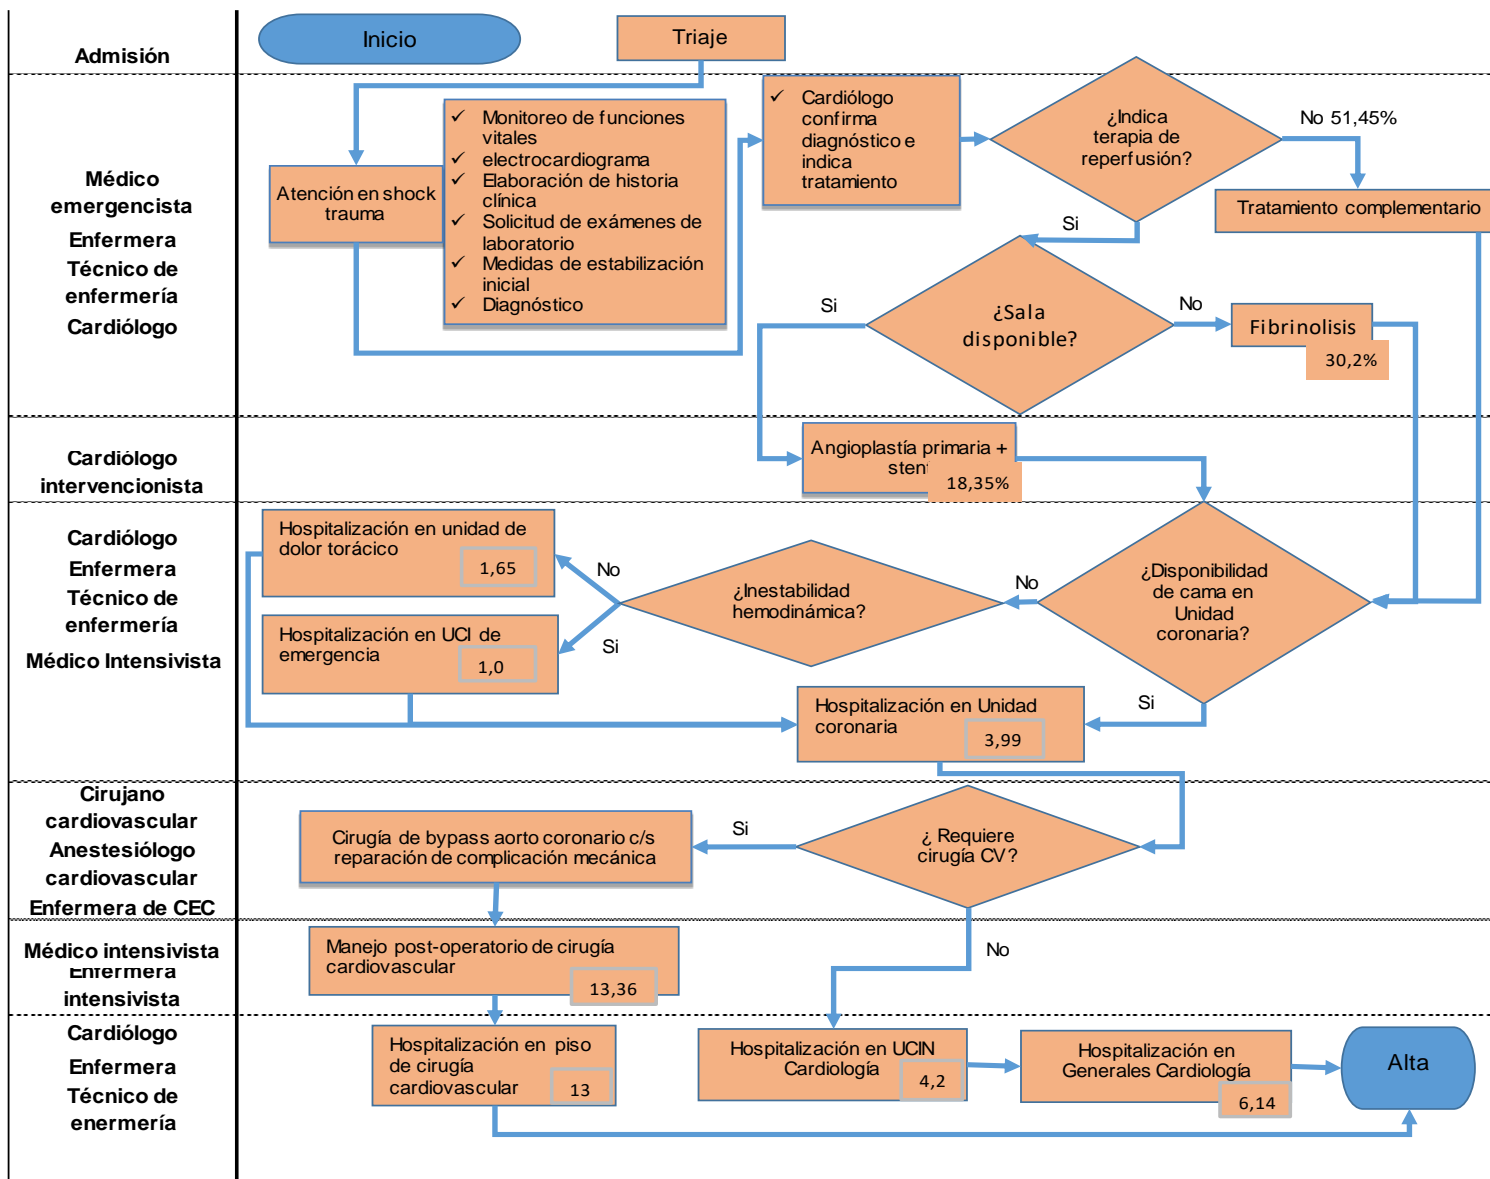 Admisión
Inicio
Triaje
Médico
emergencista
Enfermera
Técnico de
enfermería
Cardiólogo
Atención en shock
trauma
✓ Monitoreo de funciones
vitales
✓ electrocardiograma
✓ Elaboración de historia
clínica
✓ Solicitud de exámenes de
laboratorio
✓ Medidas de estabilización
inicial
✓ Diagnóstico
✓ Cardiólogo
confirma
diagnóstico e
indica
tratamiento
¿Indica
terapia de
reperfusión?
No 51,45%
Tratamiento complementario
Si
¿Sala
disponible?
Si
No
Fibrinolisis
30,2%
Cardiólogo
intervencionista
Angioplastía primaria +
stent
18,35%
Cardiólogo
Enfermera
Técnico de
enfermería
Médico Intensivista
Hospitalización en unidad de
dolor torácico
1,65
No
¿Inestabilidad
hemodinámica?
No
¿Disponibilidad
de cama en
Unidad
coronaria?
Hospitalización en UCI de
emergencia
1,0
Si
Hospitalización en Unidad
coronaria
3,99
Si
Cirujano
cardiovascular
Anestesiólogo
cardiovascular
Enfermera de CEC
Cirugía de bypass aorto coronario c/s
reparación de complicación mecánica
Si
¿ Requiere
cirugía CV?
No
Médico intensivista
Enfermera
intensivista
Manejo post-operatorio de cirugía
cardiovascular
13,36
Cardiólogo
Enfermera
Técnico de
enermería
Hospitalización en piso
de cirugía
cardiovascular
13
Hospitalización en UCIN
Cardiología
4,2
Hospitalización en
Generales Cardiología
6,14
Alta